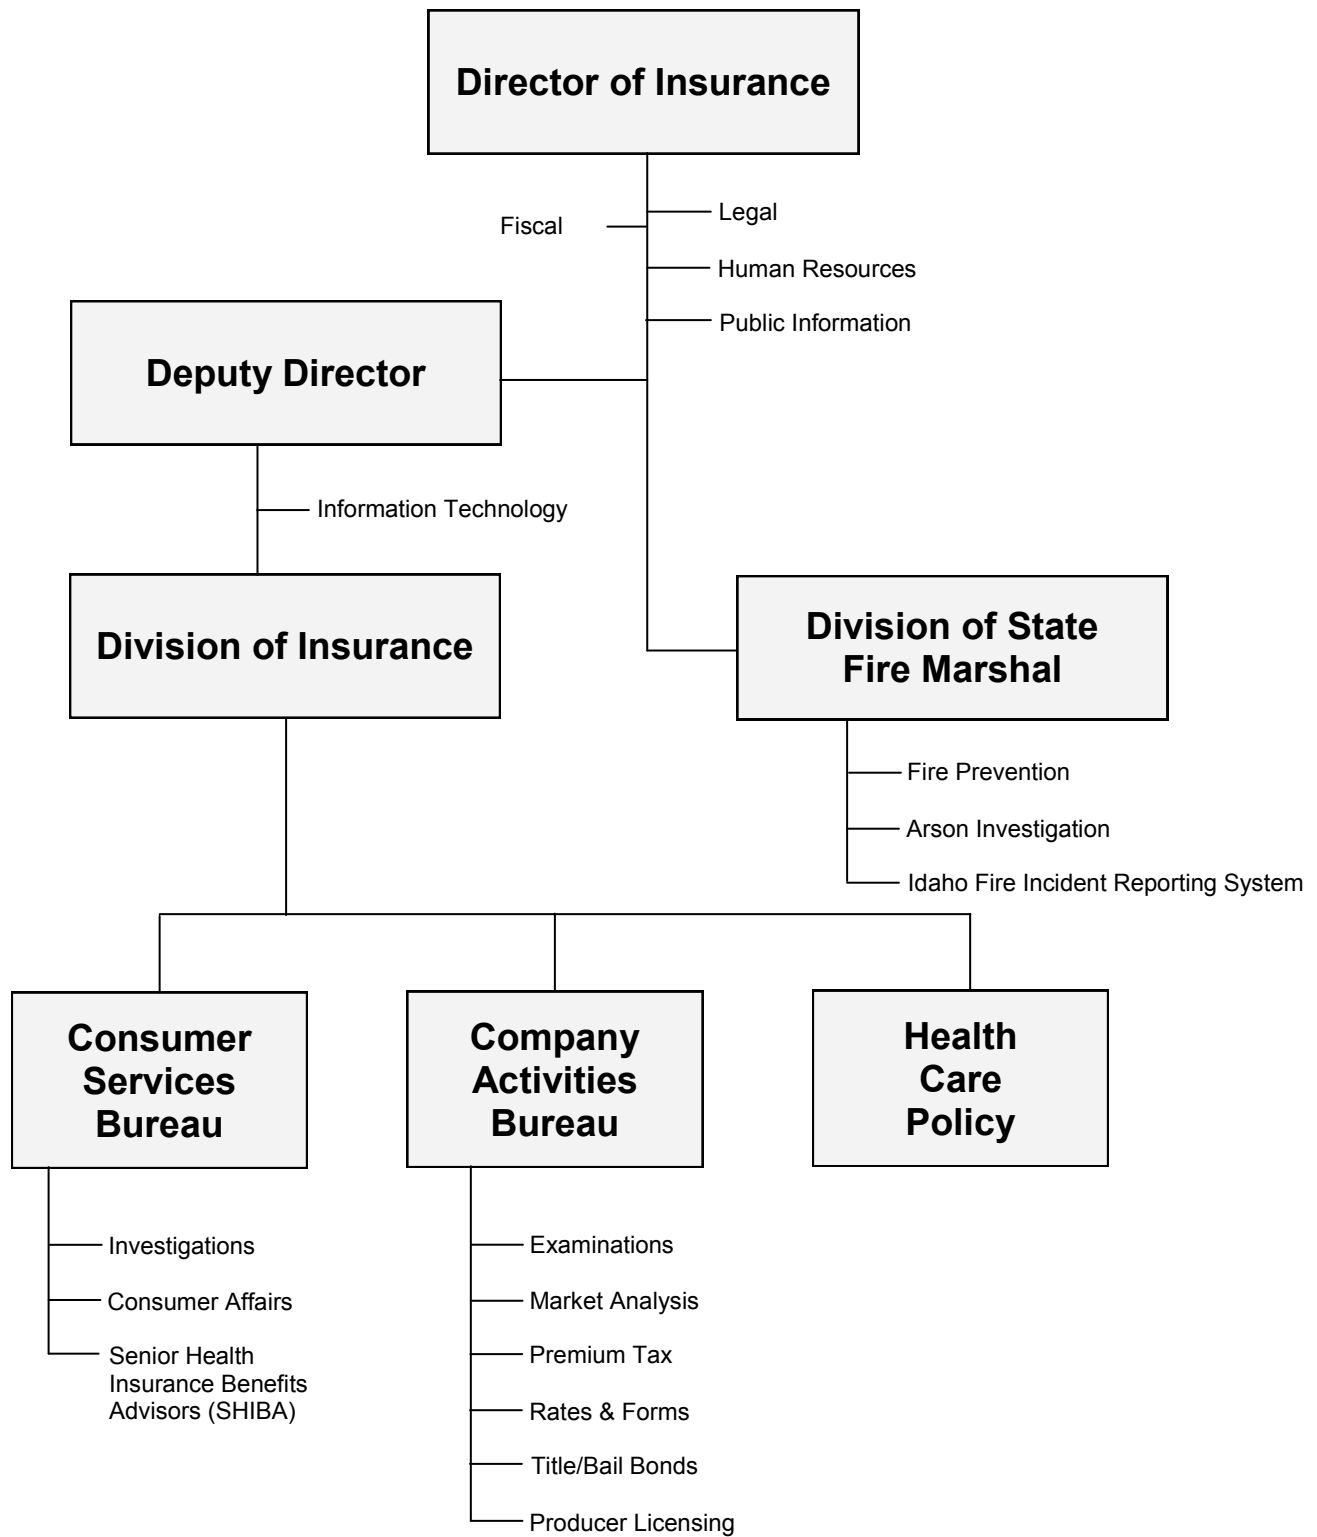 Director of Insurance
Legal
Fiscal
Human Resources
Public Information
Deputy Director
Information Technology
Division of Insurance
Division of State
Fire Marshal
Fire Prevention
Arson Investigation
Idaho Fire Incident Reporting System
Consumer
Services
Bureau
Company
Activities
Bureau
Health
Care
Policy
Investigations
Consumer Affairs
Senior Health
Insurance Benefits
Advisors (SHIBA)
Examinations
Market Analysis
Premium Tax
Rates & Forms
Title/Bail Bonds
Producer Licensing